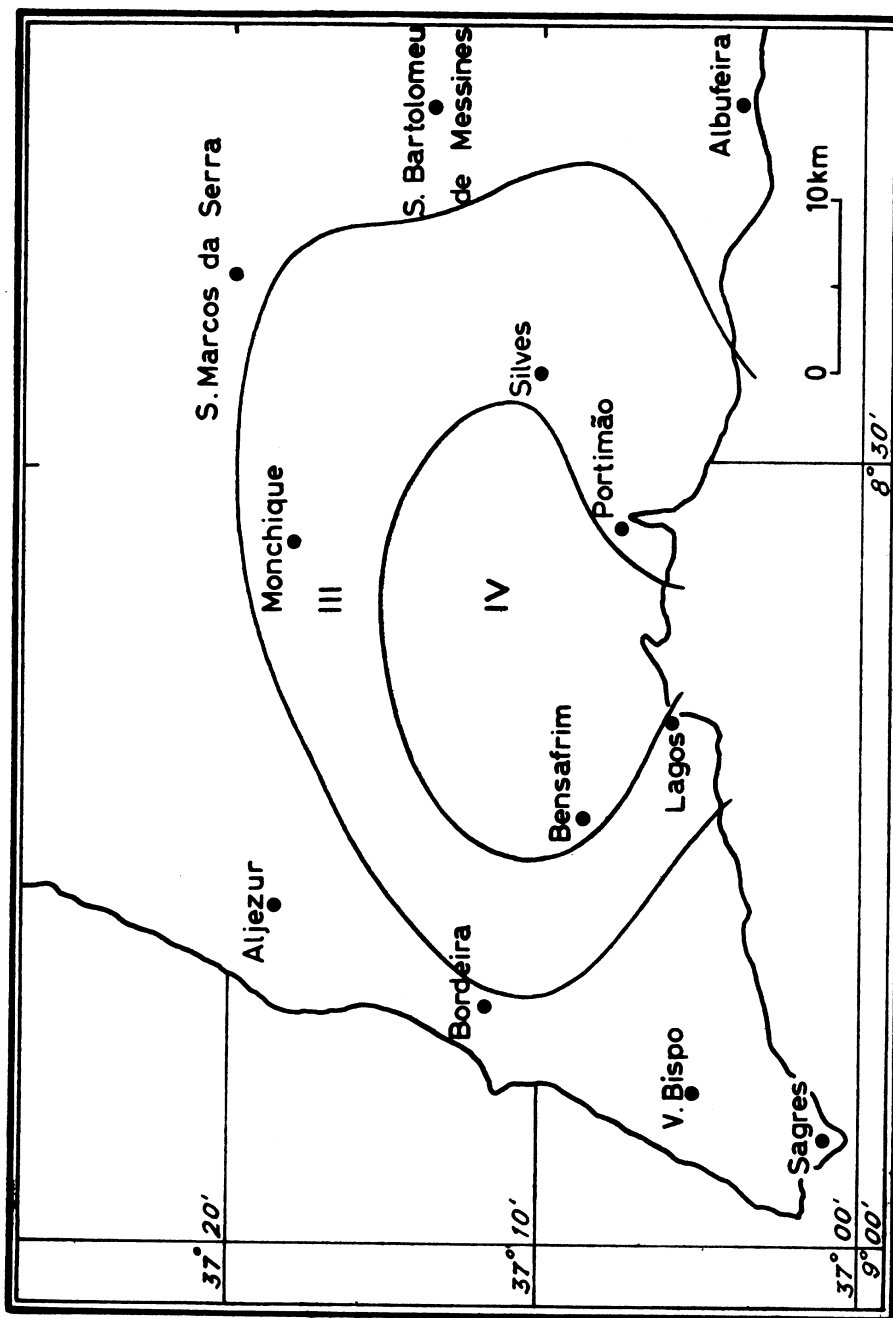 S. Marcos da Serra
S. Bartolomeu
de Messines
Monchique
III
Aljezur
Silves
IV
Portimão
Albufeira
Bensafrim
Bordeira
Lagos
V. Bispo
Sagres
0 10km
37° 20'
37° 10'
37° 00'
9° 00'
8° 30'